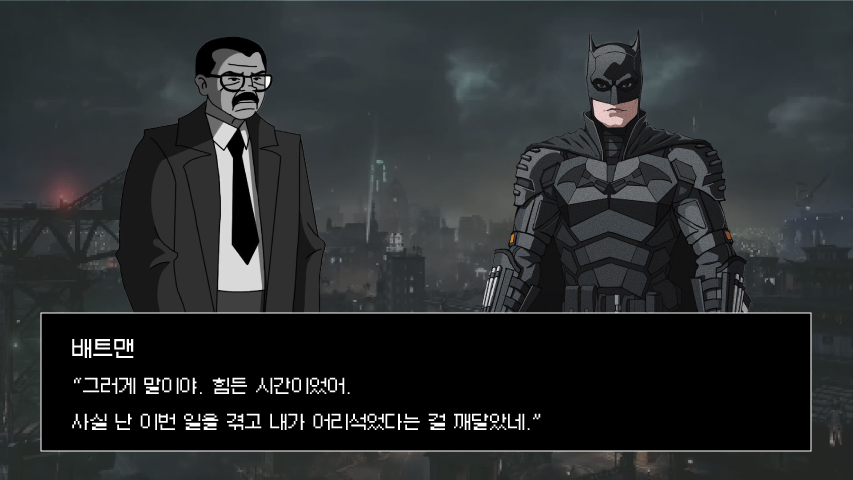 배트맨
“그러게 말이야. 힘든 시간이었어.
사실 난 이번 일을 겪고 내가 어리석었다는 걸 깨달았네.”